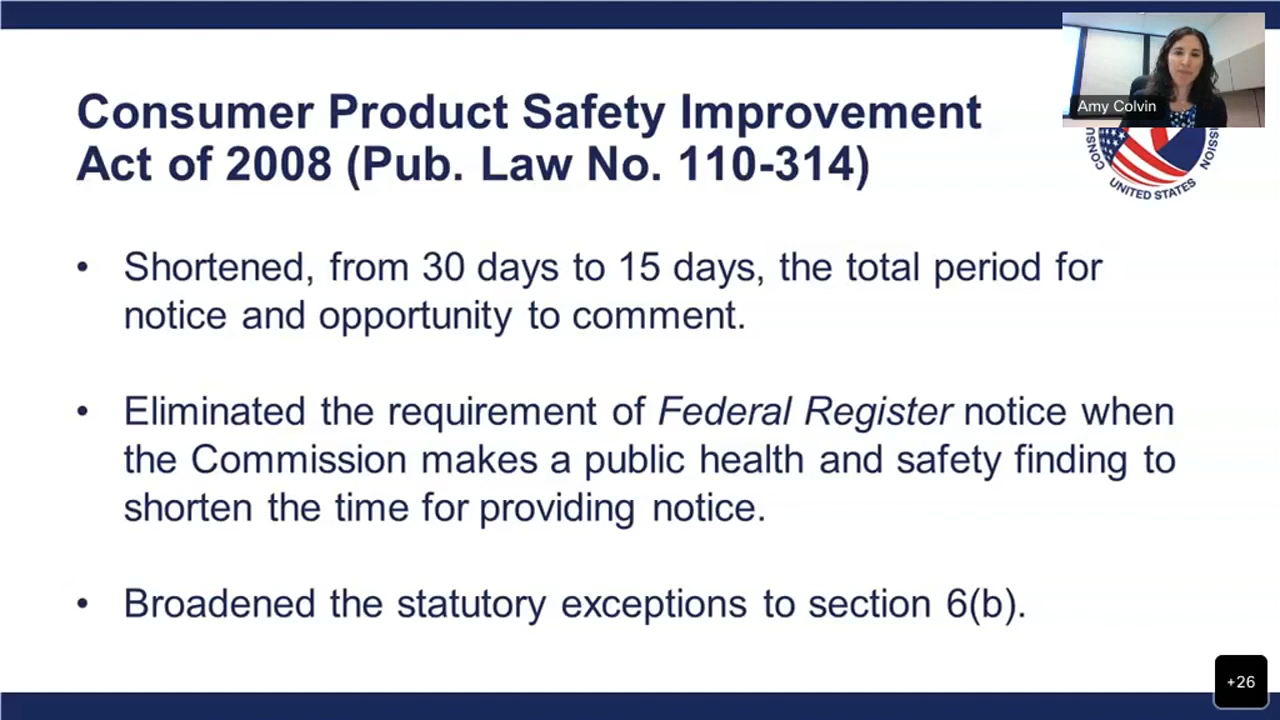 Consumer Product Safety Improvement
Act of 2008 (Pub. Law No. 110-314)
Amy Colvin
CONSU
UNITED STATES
ISSION
• Shortened, from 30 days to 15 days, the total period for
notice and opportunity to comment.
• Eliminated the requirement of Federal Register notice when
the Commission makes a public health and safety finding to
shorten the time for providing notice.
• Broadened the statutory exceptions to section 6(b).
+26